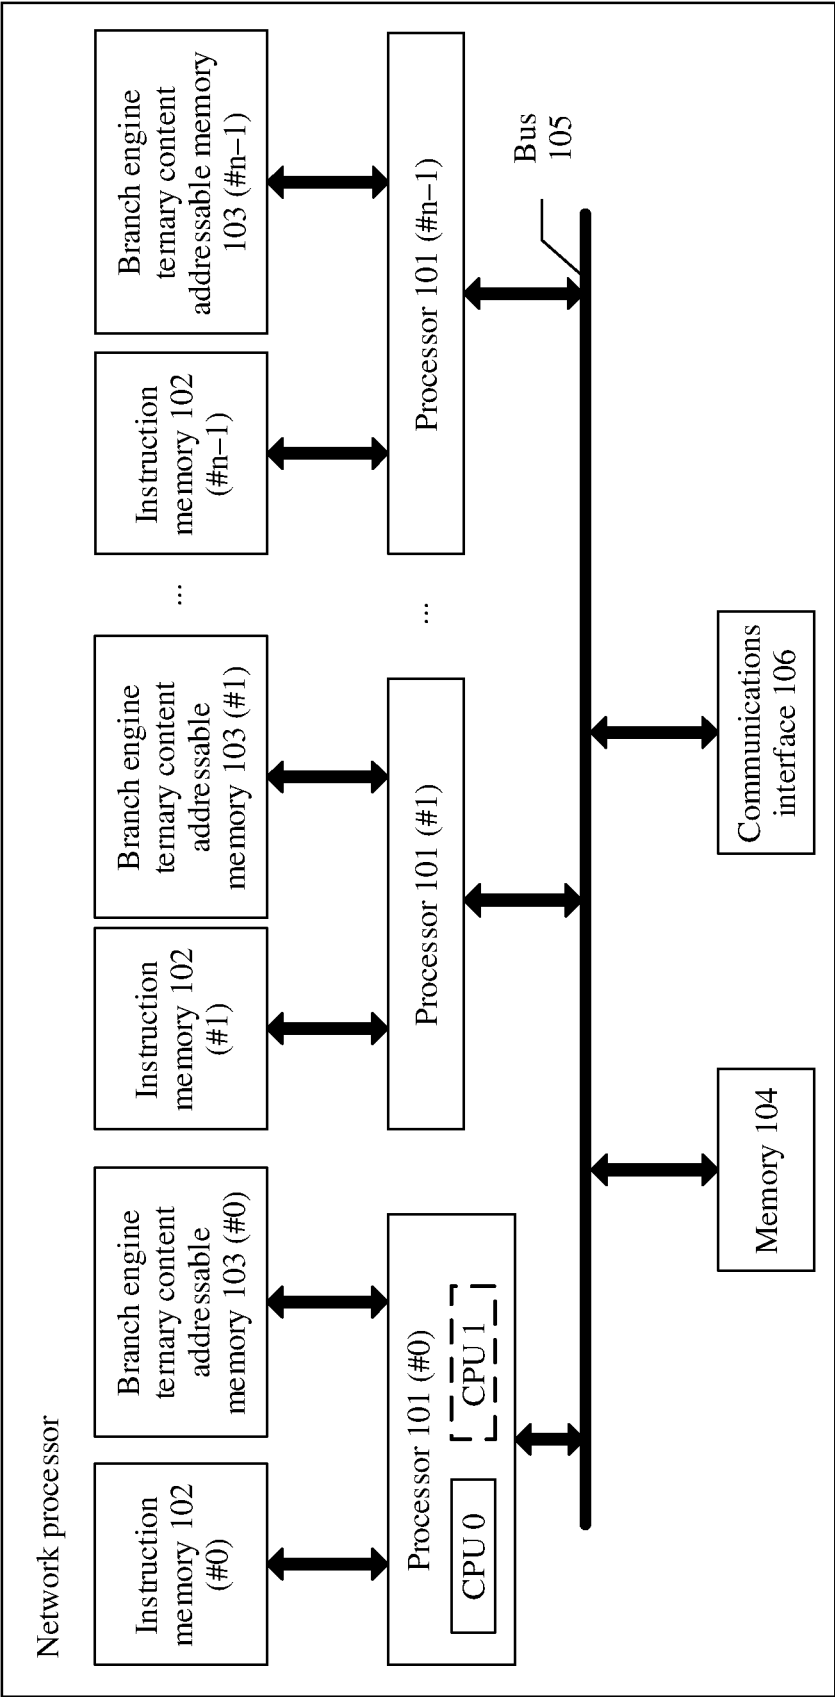 Network processor
Instruction
memory 102
(#0)
Branch engine
ternary content
addressable
memory 103 (#0)
Instruction
memory 102
(#1)
Branch engine
ternary content
addressable
memory 103 (#1)
...
Instruction
memory 102
(#n−1)
Branch engine
ternary content
addressable memory
103 (#n−1)
Processor 101 (#0)
CPU 0
CPU 1
Processor 101 (#1)
...
Processor 101 (#n−1)
Bus
105
Memory 104
Communications
interface 106